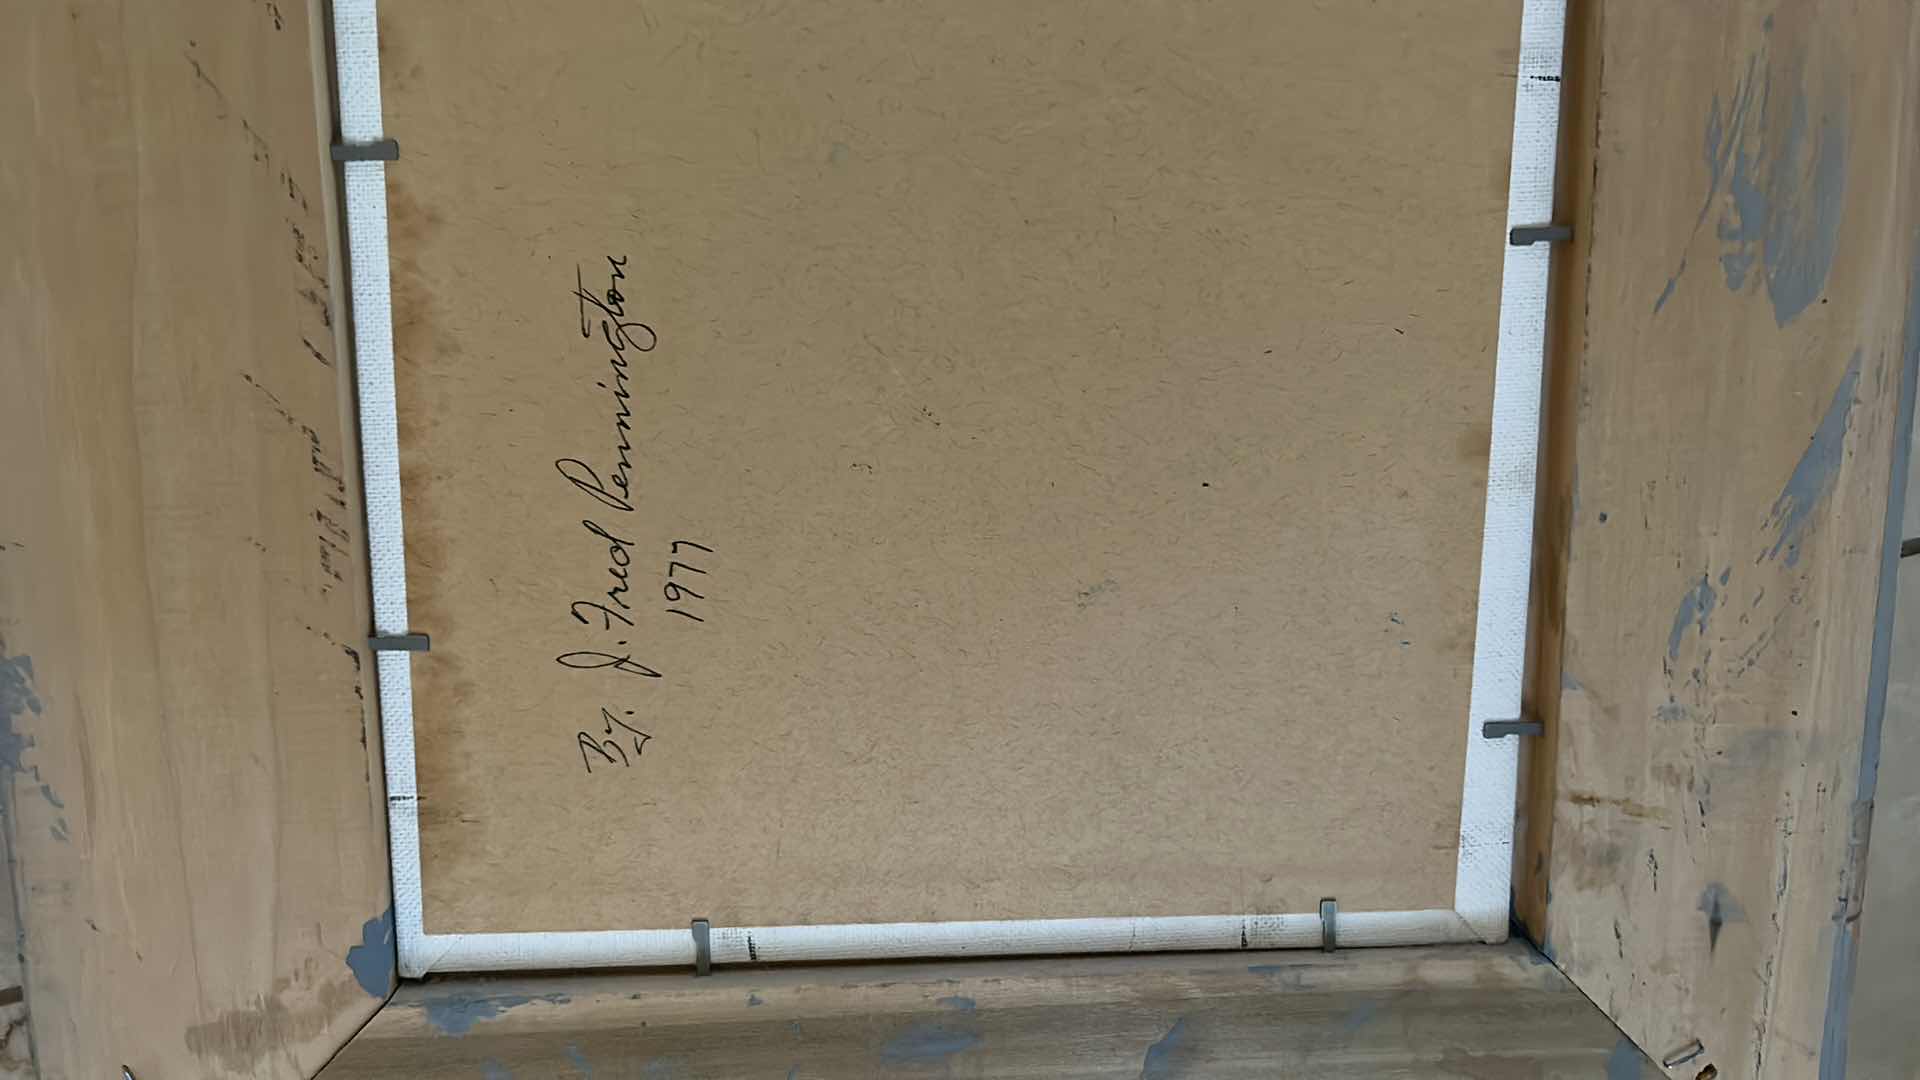 By. J. Fred Pennington
1977